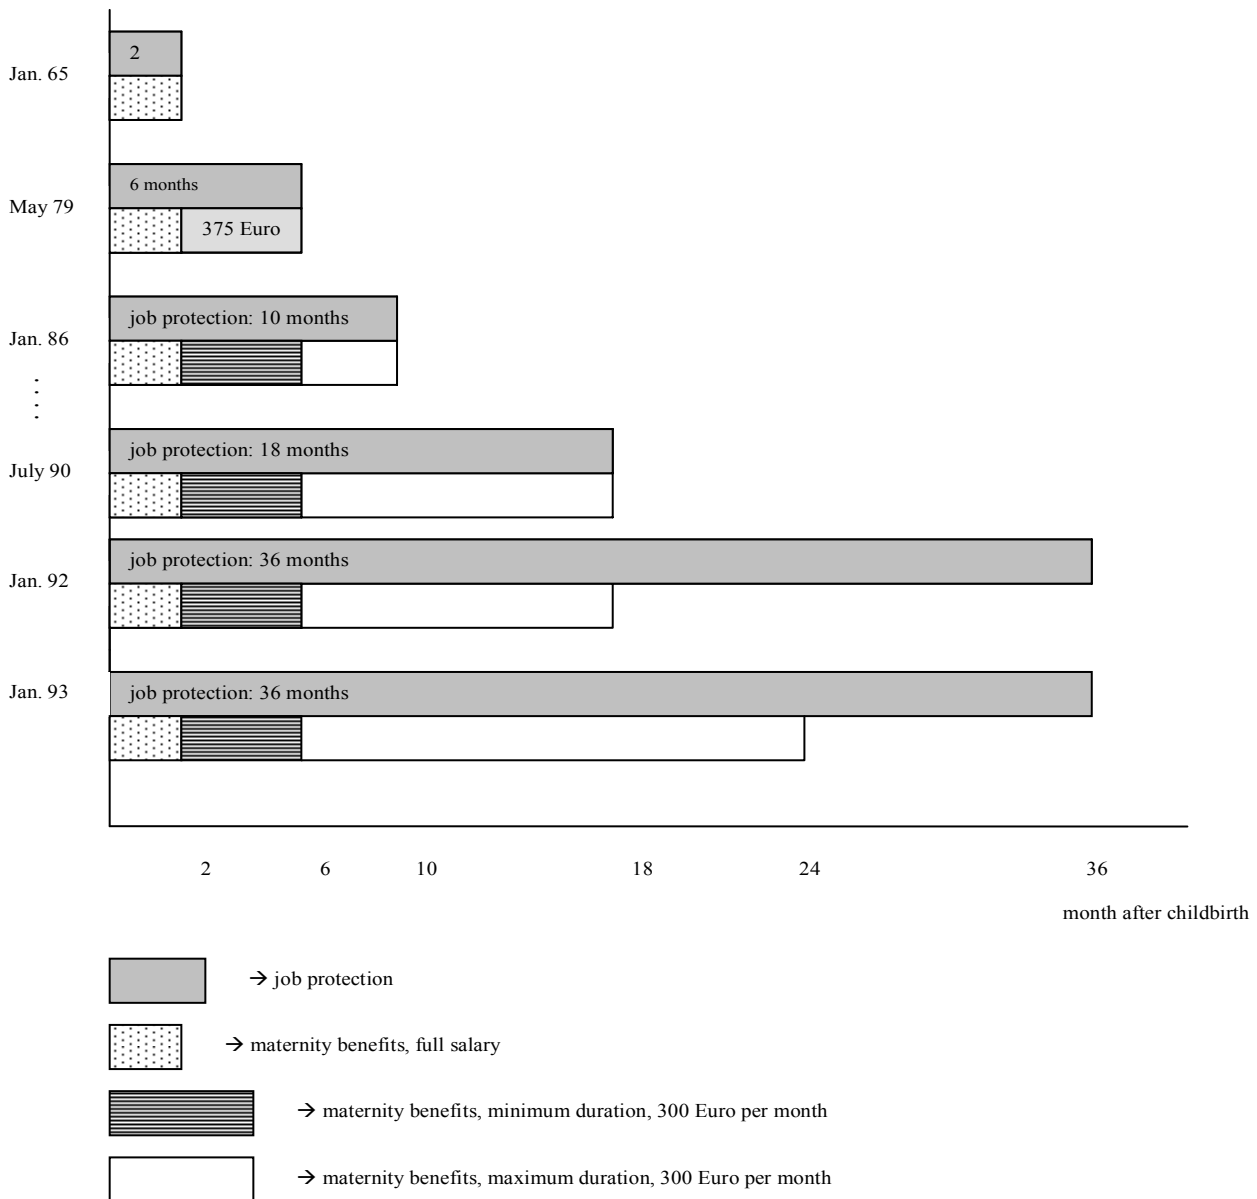 2
Jan. 65
6 months
May 79
375 Euro
job protection: 10 months
Jan. 86
job protection: 18 months
July 90
job protection: 36 months
Jan. 92
job protection: 36 months
Jan. 93
2 6 10 18 24 36
month after childbirth
→ job protection
→ maternity benefits, full salary
→ maternity benefits, minimum duration, 300 Euro per month
→ maternity benefits, maximum duration, 300 Euro per month